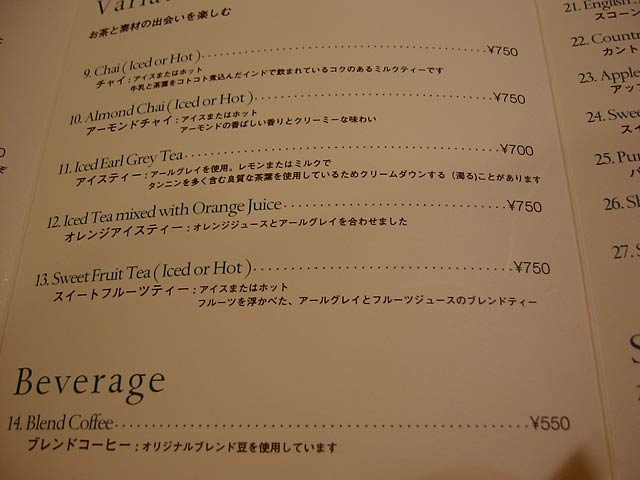 お茶と素材の出会いを楽しむ
9. Chai ( Iced or Hot ) ¥750
チャイ : アイスまたはホット
牛乳と茶葉をコトコト煮込んだインドで飲まれているコクのあるミルクティーです
10. Almond Chai ( Iced or Hot ) ¥750
アーモンドチャイ : アイスまたはホット
アーモンドの香ばしい香りとクリーミーな味わい
11. Iced Earl Grey Tea ¥700
アイスティー : アールグレイを使用。レモンまたはミルクで
タンニンを多く含む良質な茶葉を使用しているためクリームダウンする（濁る)ことがあります
12. Iced Tea mixed with Orange Juice ¥750
オレンジアイスティー : オレンジジュースとアールグレイを合わせました
13. Sweet Fruit Tea ( Iced or Hot ) ¥750
スイートフルーツティー : アイスまたはホット
フルーツを浮かべた、アールグレイとフルーツジュースのブレンドティー
Beverage
14. Blend Coffee ¥550
ブレンドコーヒー : オリジナルブレンド豆を使用しています
21. English
スコーン
22.
カント
23. Apple
アップ
24. Swee
25.
26.
27.